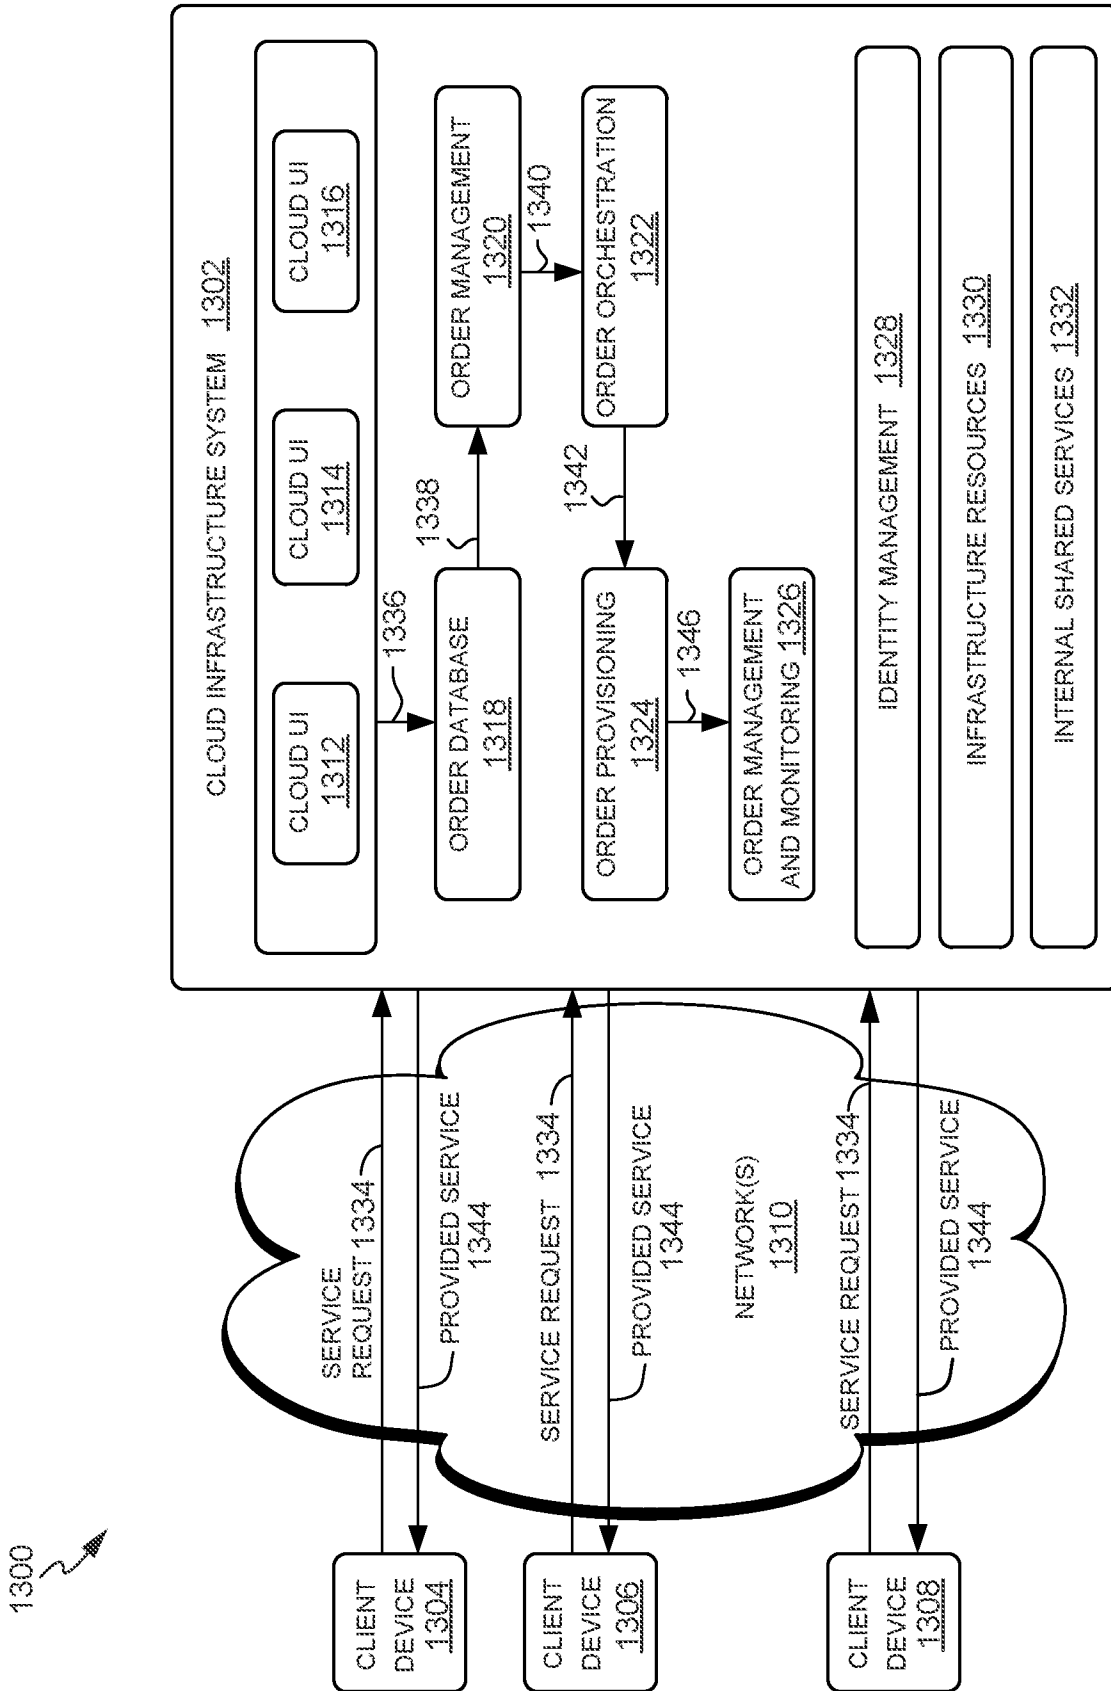 1300
CLIENT
DEVICE
1304
CLIENT
DEVICE
1306
CLIENT
DEVICE
1308
SERVICE
REQUEST 1334
PROVIDED SERVICE
1344
SERVICE REQUEST 1334
PROVIDED SERVICE
1344
NETWORK(S)
1310
SERVICE REQUEST 1334
PROVIDED SERVICE
1344
CLOUD INFRASTRUCTURE SYSTEM 1302
CLOUD UI
1312
CLOUD UI
1314
CLOUD UI
1316
1336
ORDER DATABASE
1318
1338
ORDER MANAGEMENT
1320
1340
ORDER PROVISIONING
1324
1342
ORDER ORCHESTRATION
1322
1346
ORDER MANAGEMENT
AND MONITORING 1326
IDENTITY MANAGEMENT 1328
INFRASTRUCTURE RESOURCES 1330
INTERNAL SHARED SERVICES 1332